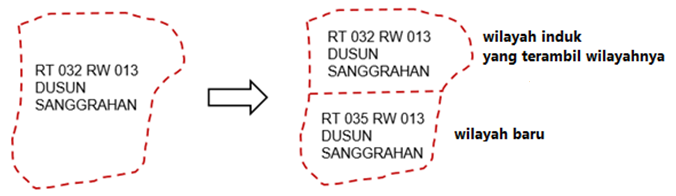 RT 032 RW 013
DUSUN
SANGGRAHAN
RT 032 RW 013
DUSUN
SANGGRAHAN
wilayah induk
yang terambil wilayahnya
RT 035 RW 013
DUSUN
SANGGRAHAN
wilayah baru